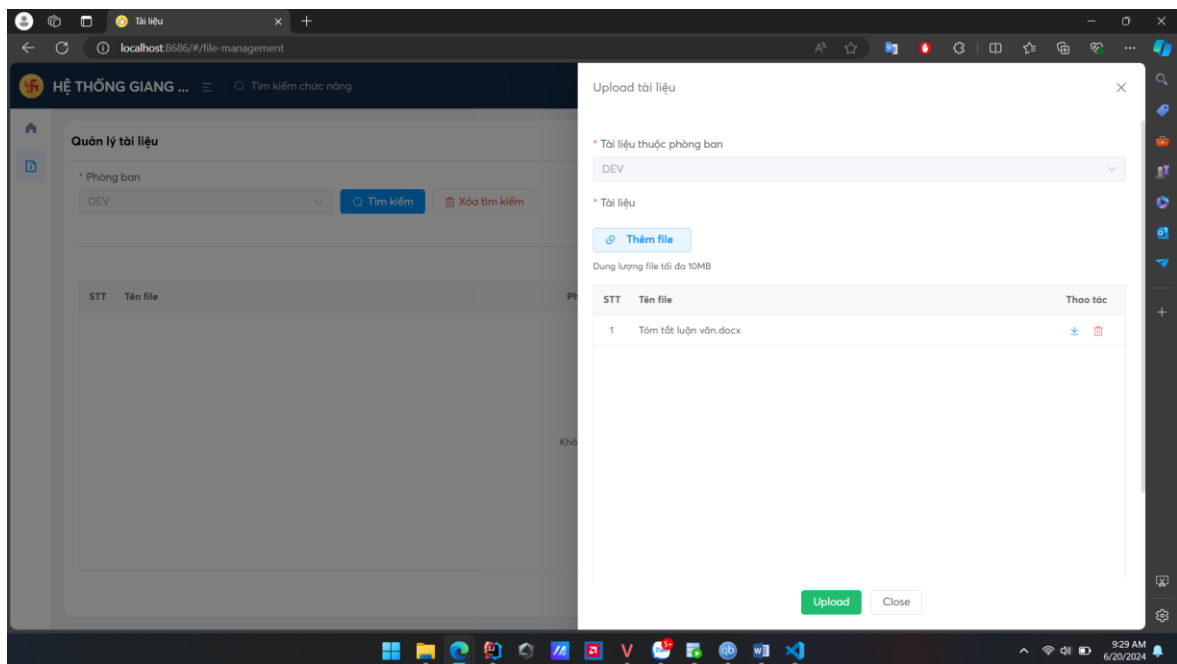 Tài liệu
localhost:8686/#/file-management
HỆ THỐNG GIANG ...
Tìm kiếm chức năng
Quản lý tài liệu
* Phòng ban
DEV
Tìm kiếm
Xóa tìm kiếm
STT Tên file Ph
Khô
Upload tài liệu
* Tài liệu thuộc phòng ban
DEV
* Tài liệu
Thêm file
Dung lượng file tối đa 10MB
STT Tên file Thao tác
1 Tóm tắt luận văn.docx
Upload Close
9:29 AM
6/20/2024